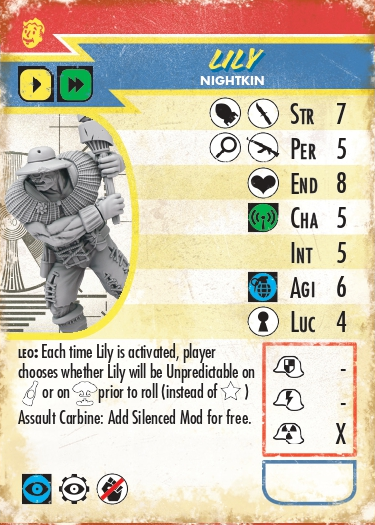 LILY
NIGHTKIN
STR 7
PER 5
END 8
CHA 5
INT 5
AGI 6
LUC 4
-
-
X
LEO: Each time Lily is activated, player
chooses whether Lily will be Unpredictable on
or on prior to roll (instead of )
Assault Carbine: Add Silenced Mod for free.